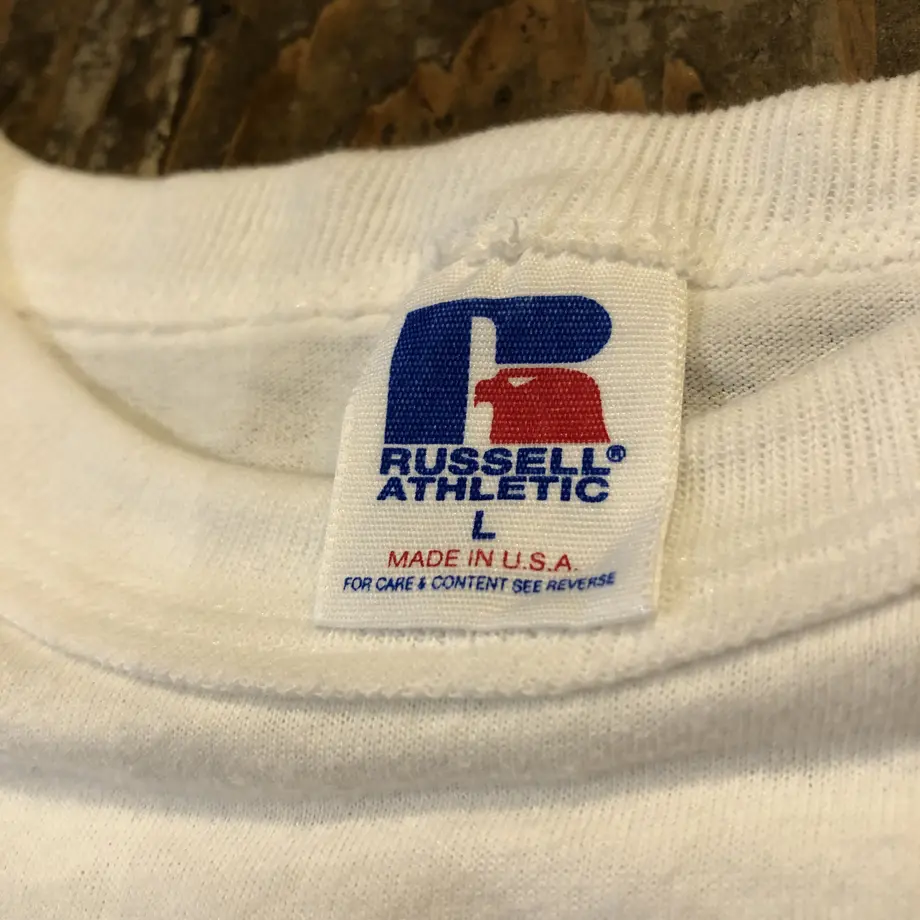 RUSSELL®
ATHLETIC
L
MADE IN U.S.A.
FOR CARE & CONTENT SEE REVERSE